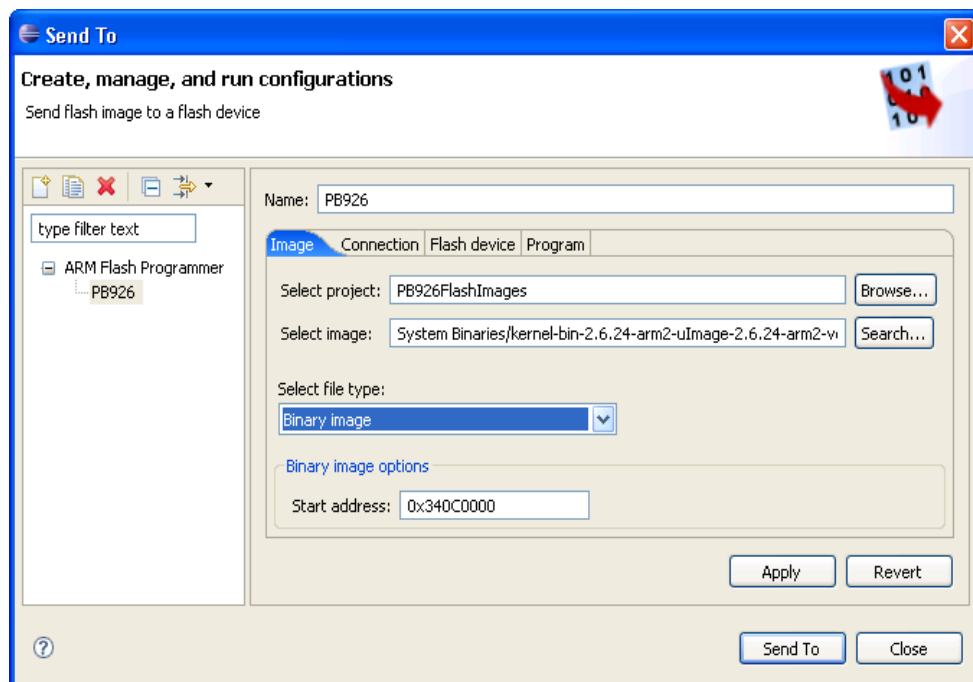 Send To
Create, manage, and run configurations
Send flash image to a flash device
101
010
10
type filter text
ARM Flash Programmer
PB926
Name: PB926
Image Connection Flash device Program
Select project: PB926FlashImages Browse...
Select image: System Binaries/kernel-bin-2.6.24-arm2-uImage-2.6.24-arm2-v Search...
Select file type:
Binary image
Binary image options
Start address: 0x340C0000
Apply Revert
? Send To Close